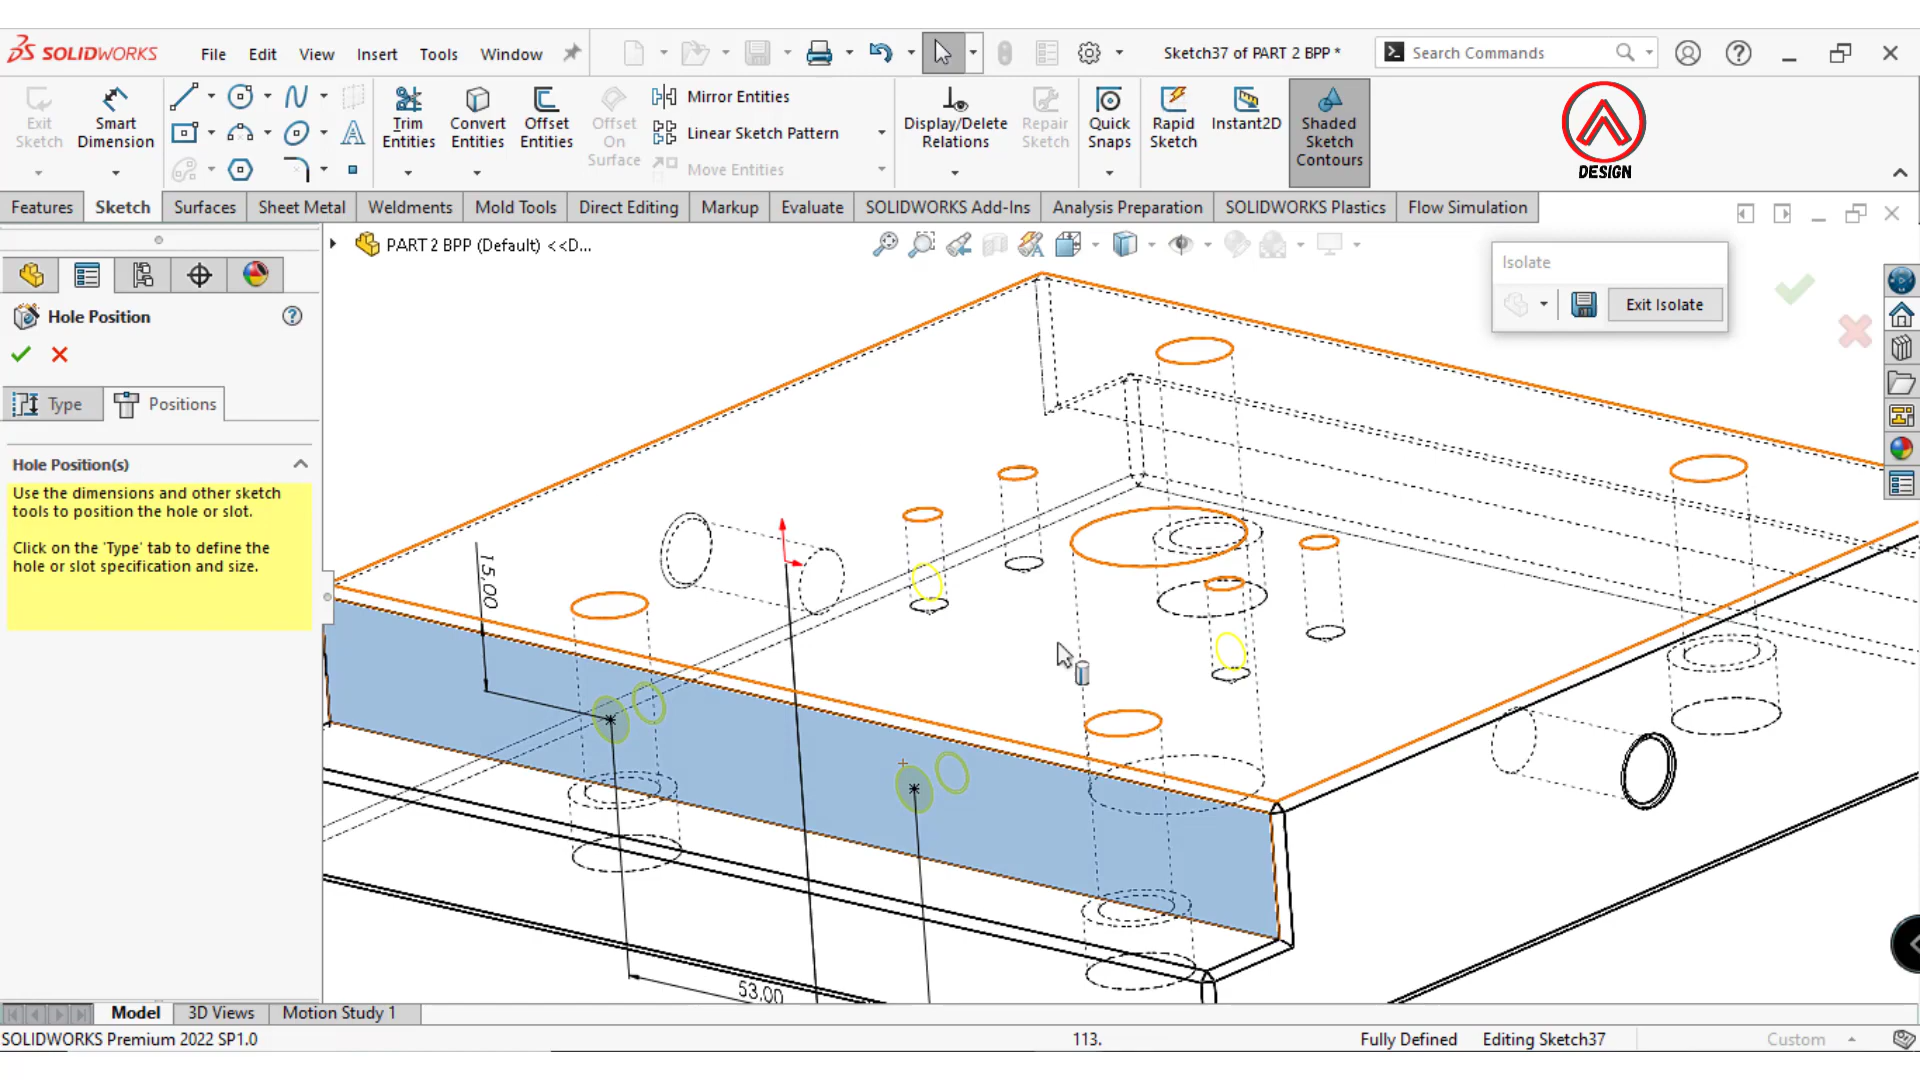 SOLIDWORKS
File Edit View Insert Tools Window
Sketch37 of PART 2 BPP *
Search Commands
Exit Sketch
Smart Dimension
Trim Entities
Convert Entities
Offset Entities
Offset On Surface
Mirror Entities
Linear Sketch Pattern
Move Entities
Display/Delete Relations
Repair Sketch
Quick Snaps
Rapid Sketch
Instant2D
Shaded Sketch Contours
DESIGN
Features Sketch Surfaces Sheet Metal Weldments Mold Tools Direct Editing Markup Evaluate SOLIDWORKS Add-Ins Analysis Preparation SOLIDWORKS Plastics Flow Simulation
PART 2 BPP (Default) <<D...
Isolate
Exit Isolate
Hole Position
Type Positions
Hole Position(s)
Use the dimensions and other sketch
tools to position the hole or slot.
Click on the 'Type' tab to define the
hole or slot specification and size.
15,00
53,00
Model 3D Views Motion Study 1
SOLIDWORKS Premium 2022 SP1.0
113.
Fully Defined
Editing Sketch37
Custom